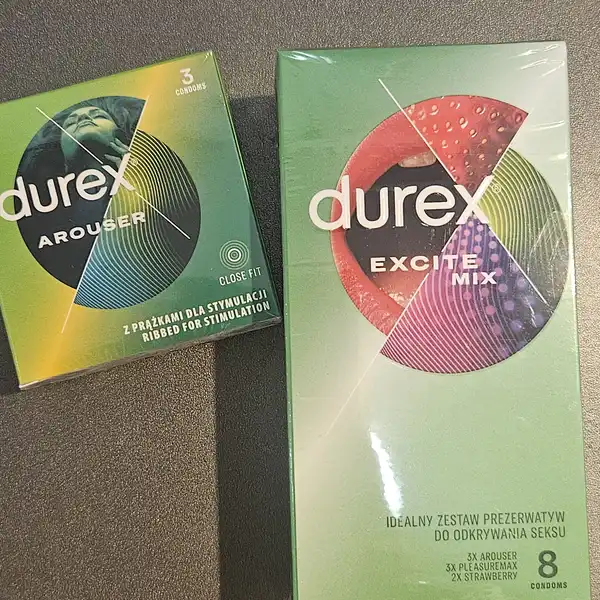 3
CONDOMS
durex
AROUSER
CLOSE FIT
Z PRĄŻKAMI DLA STYMULACJI
RIBBED FOR STIMULATION
durex®
EXCITE
MIX
IDEALNY ZESTAW PREZERWATYW
DO ODKRYWANIA SEKSU
3X AROUSER
3X PLEASUREMAX
2X STRAWBERRY
8
CONDOMS